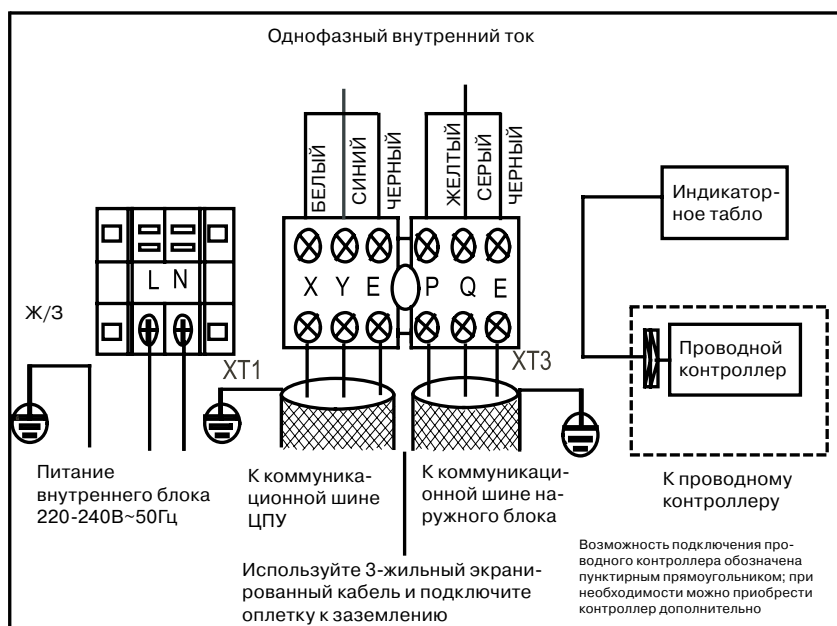 Однофазный внутренний ток
БЕЛЫЙ
СИНИЙ
ЧЕРНЫЙ
ЖЕЛТЫЙ
СЕРЫЙ
ЧЕРНЫЙ
Индикатор-
ное табло
L N
X Y E P Q E
Ж/З
XT1
XT3
Проводной
контроллер
Питание
внутреннего блока
220-240В~50Гц
К коммуника-
ционной шине
ЦПУ
К коммуникаци-
онной шине на-
ружного блока
К проводному
контроллеру
Используйте 3-жильный экрани-
рованный кабель и подключите
оплетку к заземлению
Возможность подключения про-
водного контроллера обозначена
пунктирным прямоугольником; при
необходимости можно приобрести
контроллер дополнительно